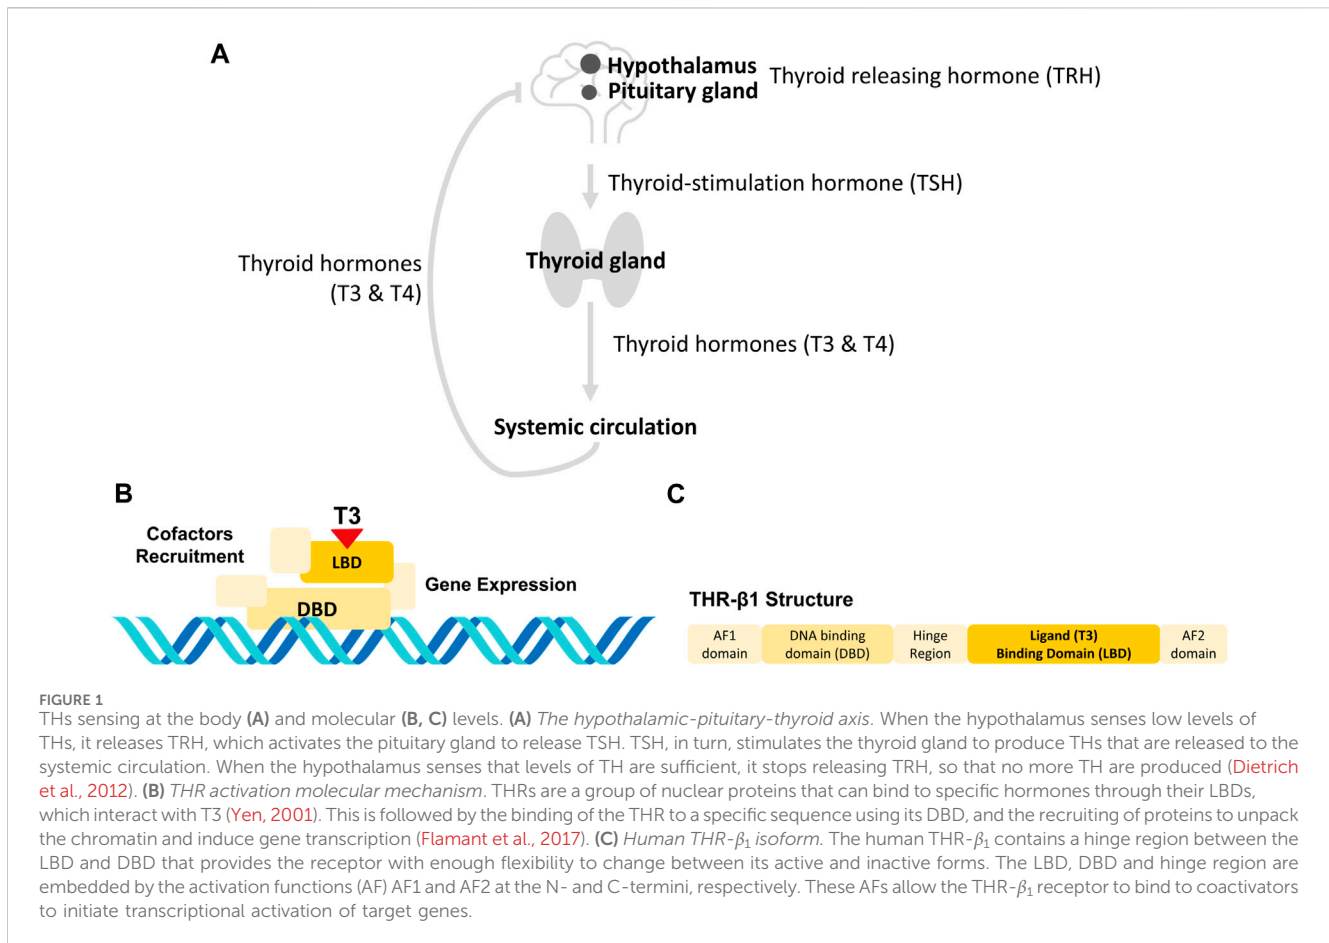 A
Hypothalamus
Pituitary gland
Thyroid releasing hormone (TRH)
Thyroid-stimulation hormone (TSH)
Thyroid gland
Thyroid hormones
(T3 & T4)
Thyroid hormones (T3 & T4)
Systemic circulation
B
T3
Cofactors
Recruitment
LBD
Gene Expression
DBD
C
THR-β1 Structure
AF1
domain
DNA binding
domain (DBD)
Hinge
Region
Ligand (T3)
Binding Domain (LBD)
AF2
domain
FIGURE 1
THs sensing at the body (A) and molecular (B, C) levels. (A) The hypothalamic-pituitary-thyroid axis. When the hypothalamus senses low levels of
THs, it releases TRH, which activates the pituitary gland to release TSH. TSH, in turn, stimulates the thyroid gland to produce THs that are released to the
systemic circulation. When the hypothalamus senses that levels of TH are sufficient, it stops releasing TRH, so that no more TH are produced (Dietrich
et al., 2012). (B) THR activation molecular mechanism. THRs are a group of nuclear proteins that can bind to specific hormones through their LBDs,
which interact with T3 (Yen, 2001). This is followed by the binding of the THR to a specific sequence using its DBD, and the recruiting of proteins to unpack
the chromatin and induce gene transcription (Flamant et al., 2017). (C) Human THR-β₁ isoform. The human THR-β₁ contains a hinge region between the
LBD and DBD that provides the receptor with enough flexibility to change between its active and inactive forms. The LBD, DBD and hinge region are
embedded by the activation functions (AF) AF1 and AF2 at the N- and C-termini, respectively. These AFs allow the THR-β₁ receptor to bind to coactivators
to initiate transcriptional activation of target genes.